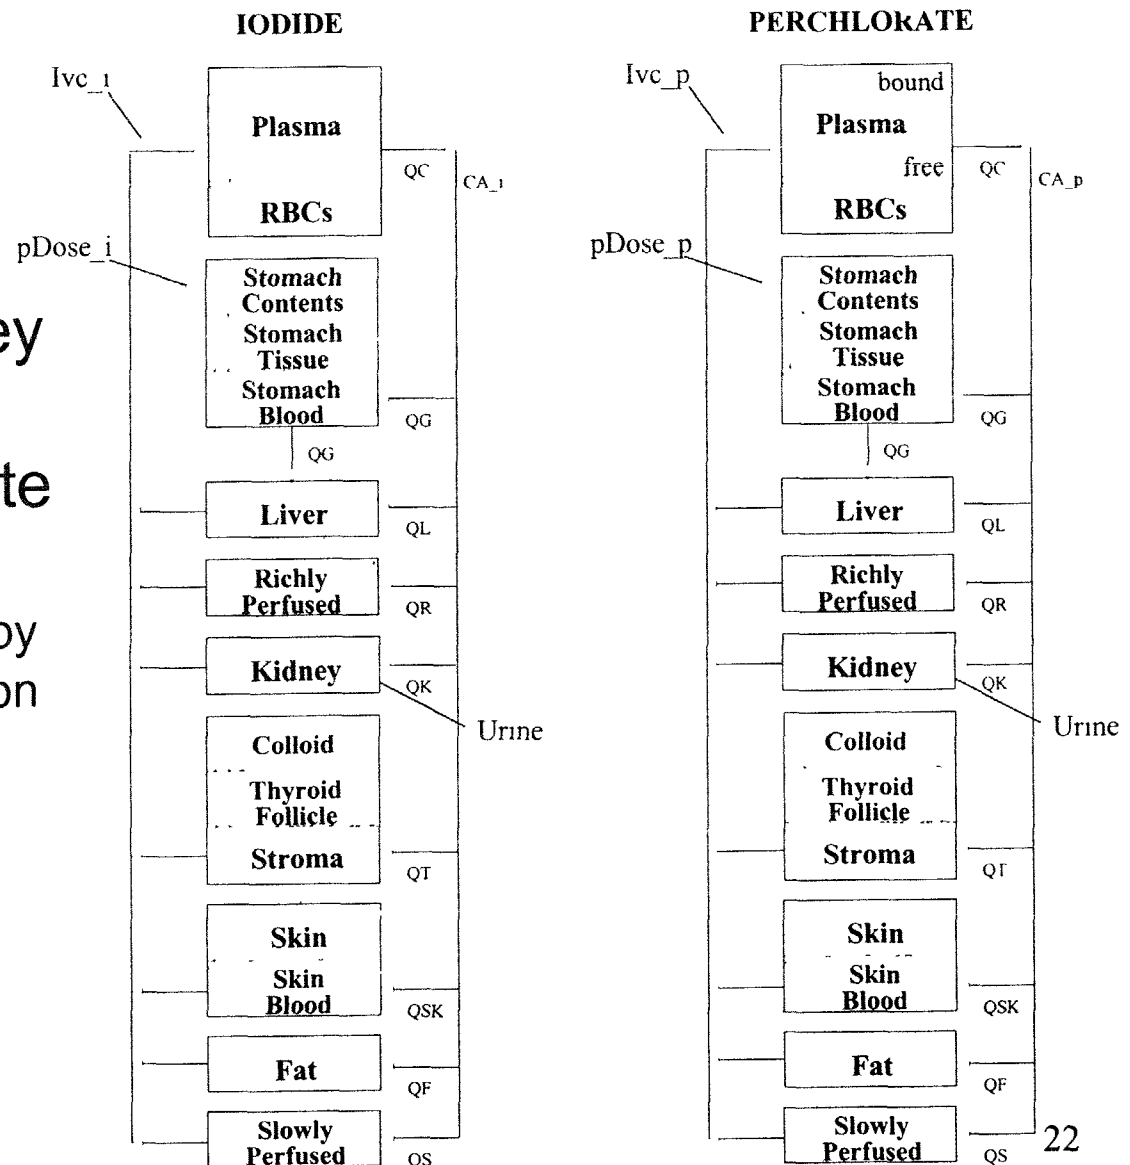 IODIDE
Ivc_i
Plasma
RBCs
QC
CA_i
pDose_i
Stomach
Contents
Stomach
Tissue
Stomach
Blood
QG
QG
Liver
QL
Richly
Perfused
QR
Kidney
QK
Urine
Colloid
Thyroid
Follicle
Stroma
QT
Skin
Skin
Blood
QSK
Fat
QF
Slowly
Perfused
QS
PERCHLORATE
Ivc_p
bound
Plasma
free
RBCs
QC
CA_p
pDose_p
Stomach
Contents
Stomach
Tissue
Stomach
Blood
QG
QG
Liver
QL
Richly
Perfused
QR
Kidney
QK
Urine
Colloid
Thyroid
Follicle
Stroma
QT
Skin
Skin
Blood
QSK
Fat
QF
Slowly
Perfused
QS
22
ey
te
by
on